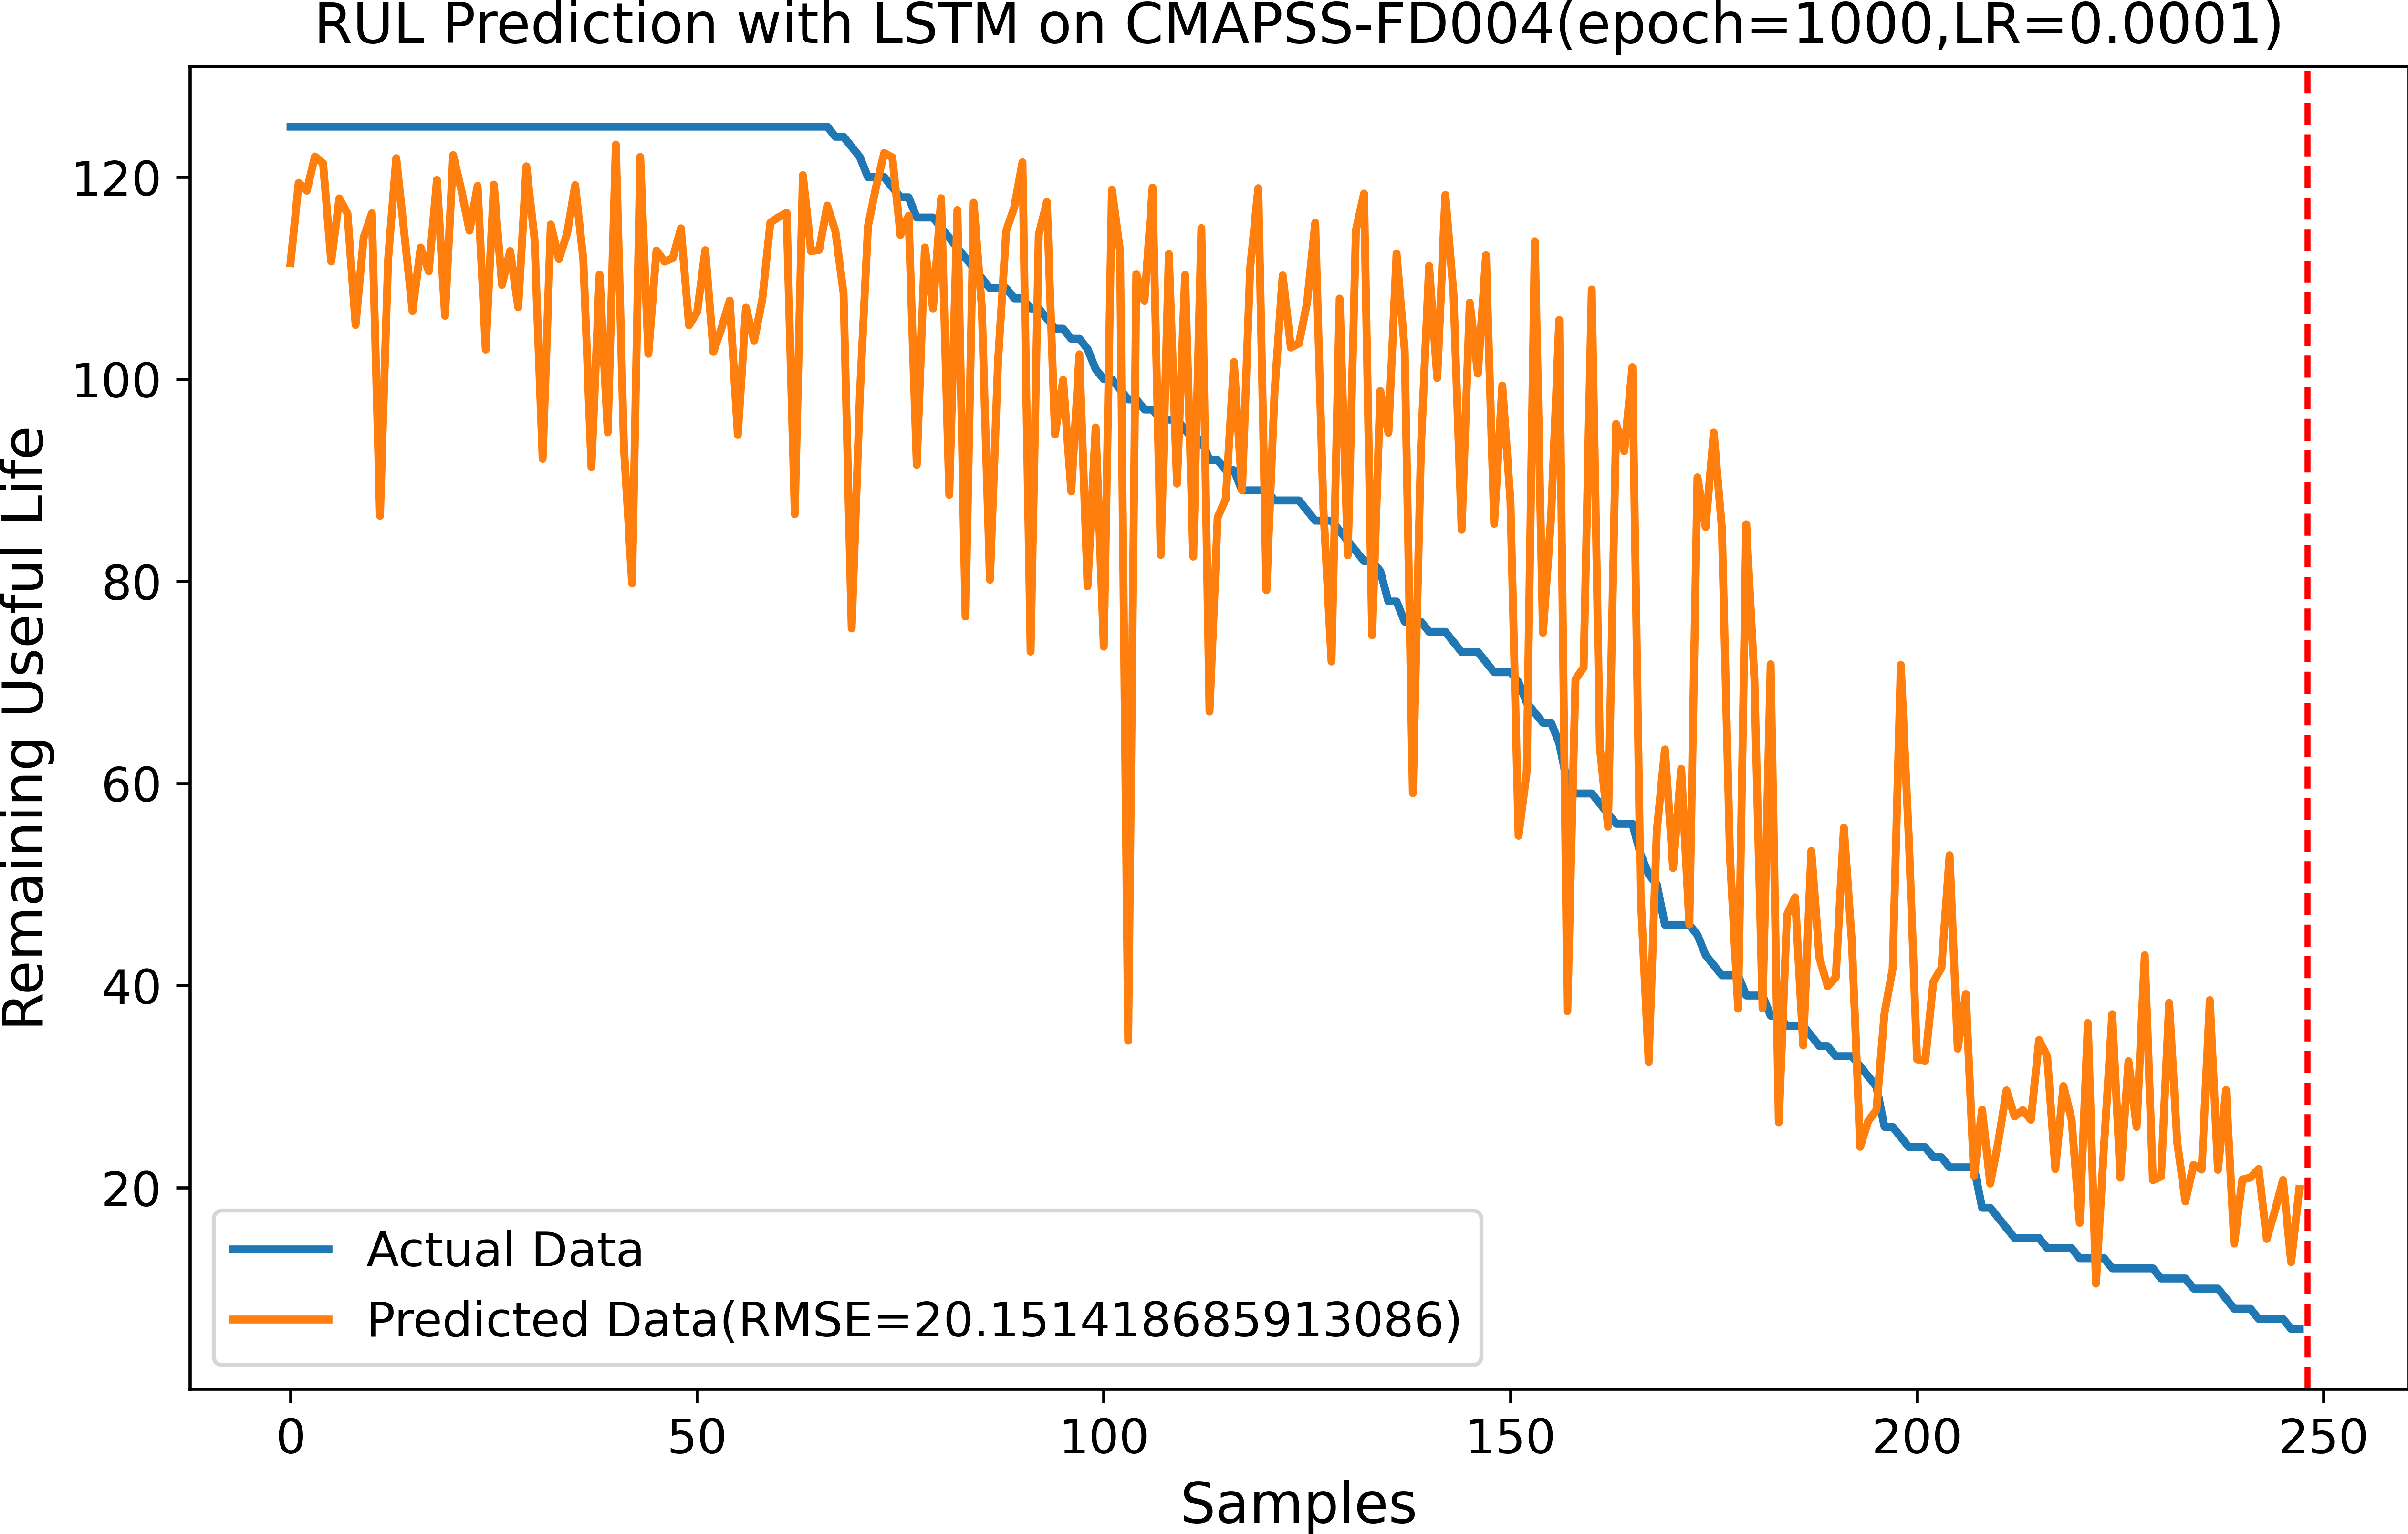 RUL Prediction with LSTM on CMAPSS-FD004(epoch=1000,LR=0.0001)
Remaining Useful Life
120
100
80
60
40
20
Actual Data
Predicted Data(RMSE=20.151418685913086)
0 50 100 150 200 250
Samples